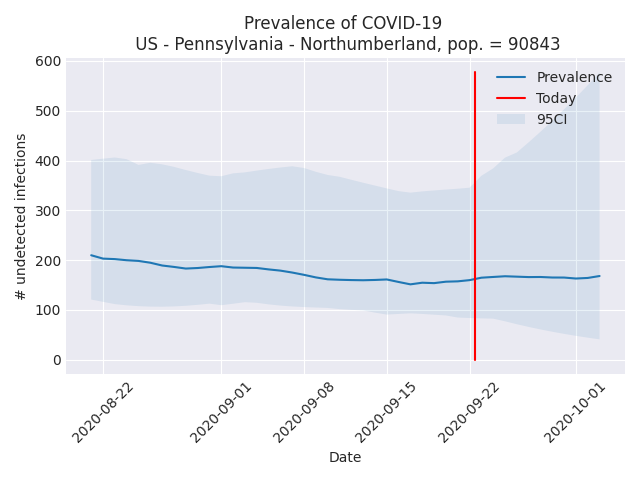 Prevalence of COVID-19
US - Pennsylvania - Northumberland, pop. = 90843
Prevalence
Today
95CI
# undetected infections
600
500
400
300
200
100
0
2020-08-22
2020-09-01
2020-09-08
2020-09-15
2020-09-22
2020-10-01
Date